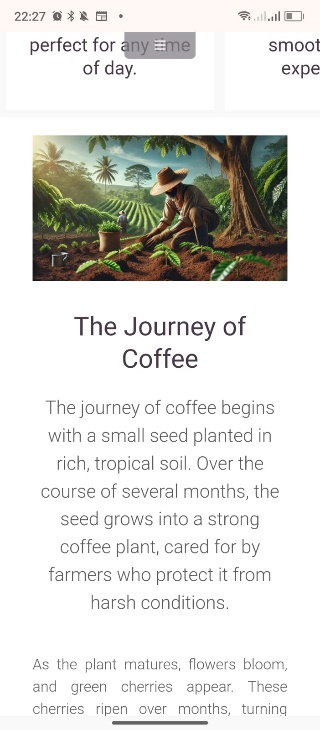 22:27
perfect for any time
of day.
smoot
expe
The Journey of
Coffee
The journey of coffee begins
with a small seed planted in
rich, tropical soil. Over the
course of several months, the
seed grows into a strong
coffee plant, cared for by
farmers who protect it from
harsh conditions.
As the plant matures, flowers bloom,
and green cherries appear. These
cherries ripen over months, turning